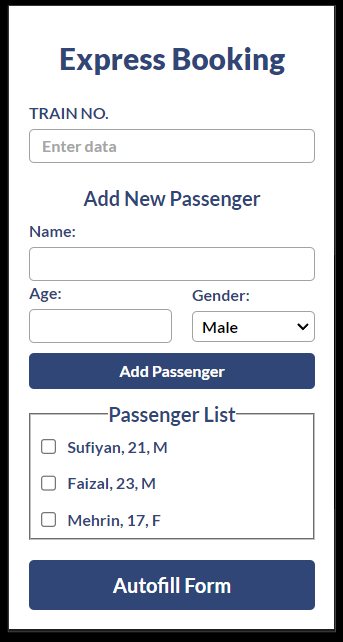 Express Booking
TRAIN NO.
Enter data
Add New Passenger
Name:
Age: Gender:
Male
Add Passenger
Passenger List
Sufiyan, 21, M
Faizal, 23, M
Mehrin, 17, F
Autofill Form